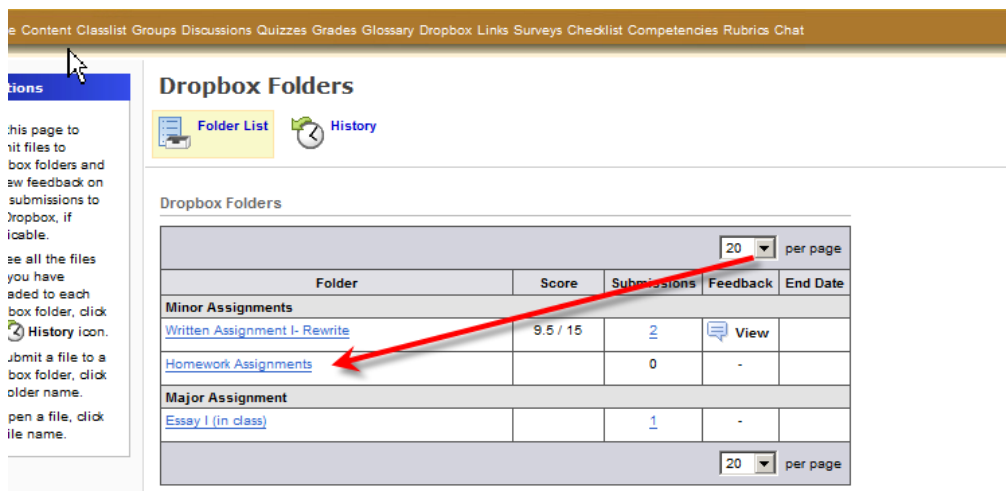 e Content Classlist Groups Discussions Quizzes Grades Glossary Dropbox Links Surveys Checklist Competencies Rubrics Chat
tions
this page to
nit files to
box folders and
ew feedback on
submissions to
Dropbox, if
icable.
ee all the files
you have
aded to each
box folder, click
History icon.
ubmit a file to a
box folder, click
older name.
pen a file, click
ile name.
Dropbox Folders
Folder List History
Dropbox Folders
20 per page
Folder Score Submissions Feedback End Date
Minor Assignments
Written Assignment I- Rewrite 9.5 / 15 2 View
Homework Assignments 0 -
Major Assignment
Essay I (in class) 1 -
20 per page